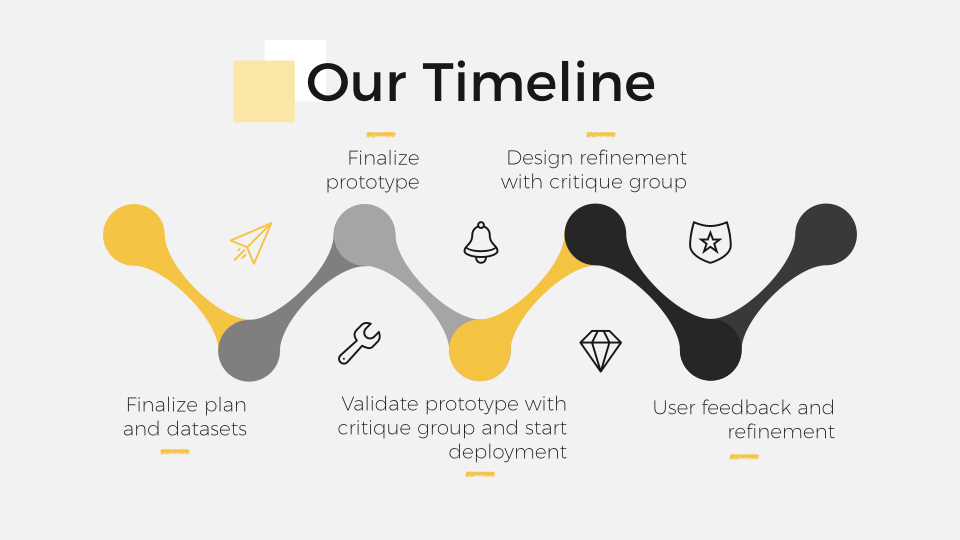 Our Timeline
Finalize
prototype
Design refinement
with critique group
Finalize plan
and datasets
Validate prototype with
critique group and start
deployment
User feedback and
refinement